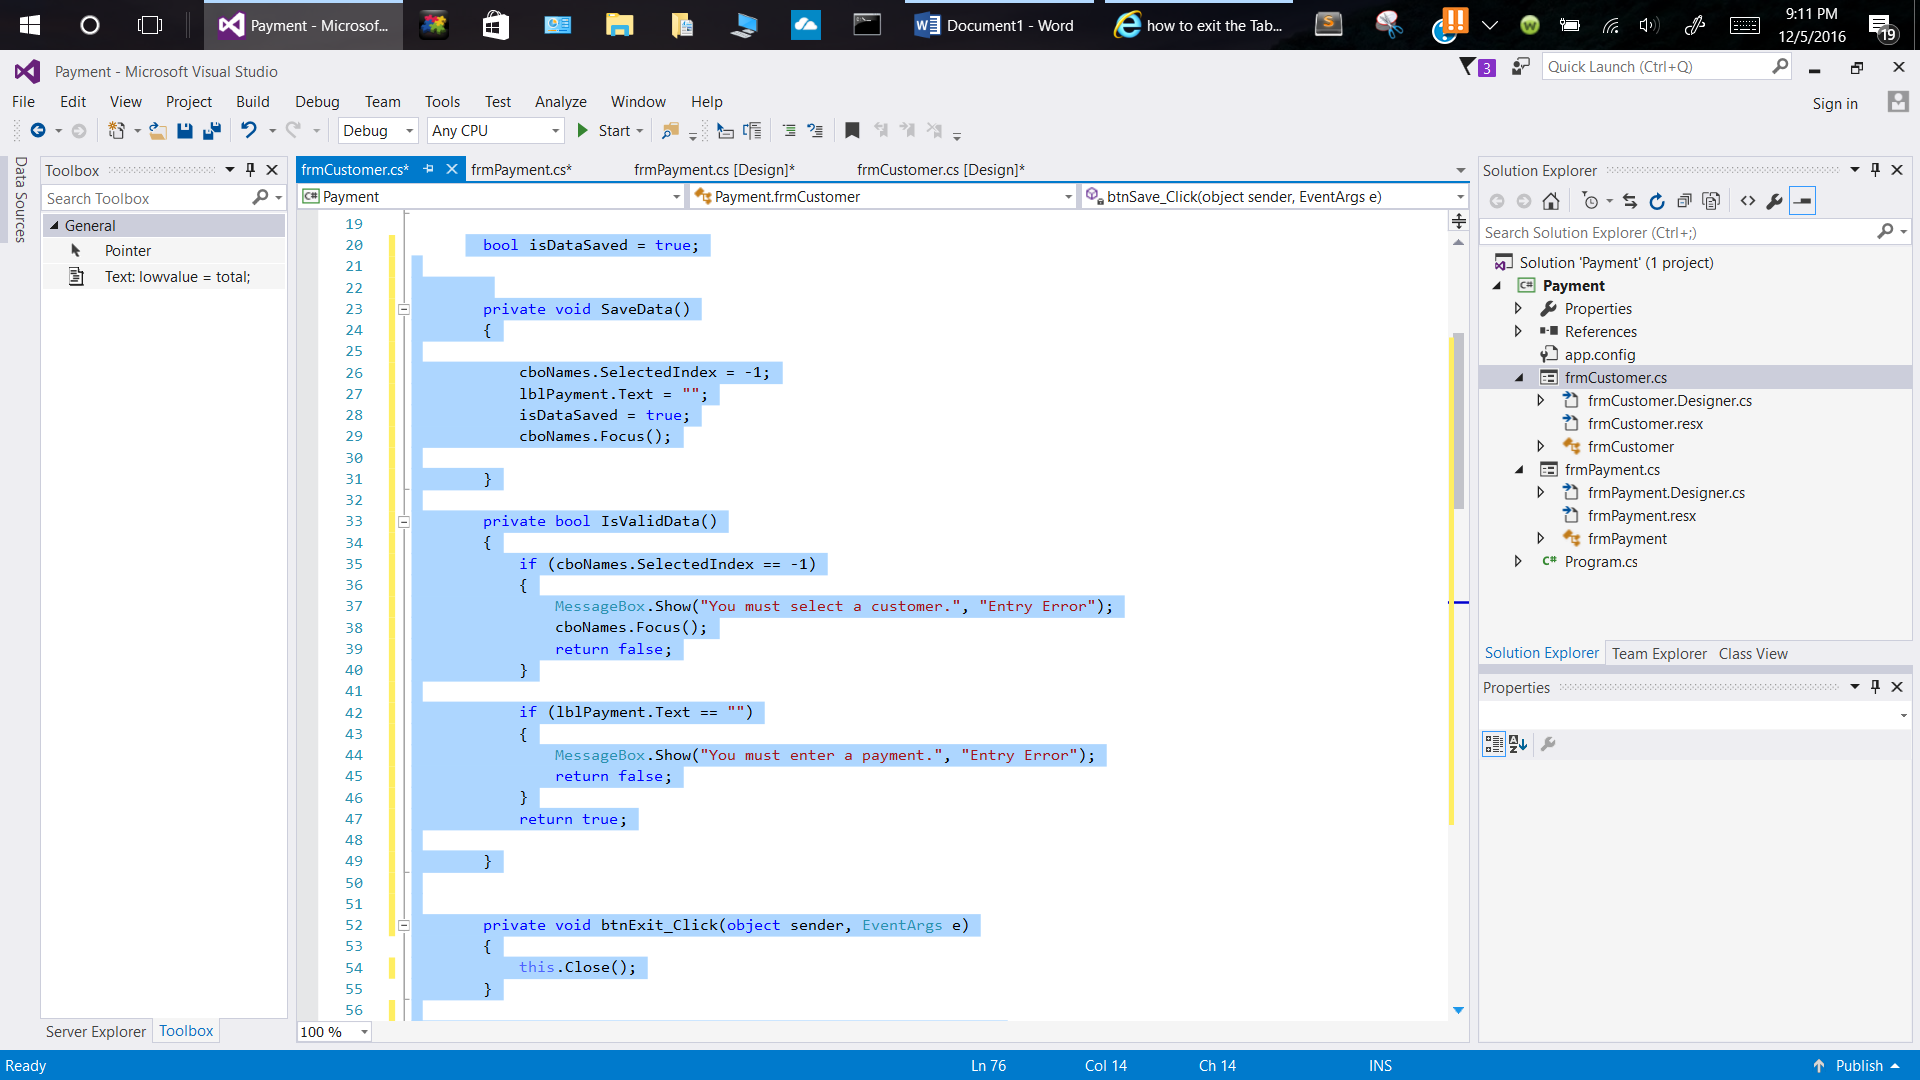 Payment - Microsof...
Document1 - Word
how to exit the Tab...
9:11 PM
12/5/2016
19
Payment - Microsoft Visual Studio
3
Quick Launch (Ctrl+Q)
File Edit View Project Build Debug Team Tools Test Analyze Window Help
Sign in
Debug
Any CPU
Start
Data Sources
Toolbox
Search Toolbox
General
Pointer
Text: lowvalue = total;
Server Explorer
Toolbox
frmCustomer.cs*
frmPayment.cs*
frmPayment.cs [Design]*
frmCustomer.cs [Design]*
Payment
Payment.frmCustomer
btnSave_Click(object sender, EventArgs e)
19
20 bool isDataSaved = true;
21
22
23 private void SaveData()
24 {
25
26 cboNames.SelectedIndex = -1;
27 lblPayment.Text = "";
28 isDataSaved = true;
29 cboNames.Focus();
30
31 }
32
33 private bool IsValidData()
34 {
35 if (cboNames.SelectedIndex == -1)
36 {
37 MessageBox.Show("You must select a customer.", "Entry Error");
38 cboNames.Focus();
39 return false;
40 }
41
42 if (lblPayment.Text == "")
43 {
44 MessageBox.Show("You must enter a payment.", "Entry Error");
45 return false;
46 }
47 return true;
48
49 }
50
51
52 private void btnExit_Click(object sender, EventArgs e)
53 {
54 this.Close();
55 }
56
100 %
Solution Explorer
Search Solution Explorer (Ctrl+;)
Solution 'Payment' (1 project)
C# Payment
Properties
References
app.config
frmCustomer.cs
frmCustomer.Designer.cs
frmCustomer.resx
frmCustomer
frmPayment.cs
frmPayment.Designer.cs
frmPayment.resx
frmPayment
C# Program.cs
Solution Explorer
Team Explorer
Class View
Properties
Ready
Ln 76
Col 14
Ch 14
INS
Publish